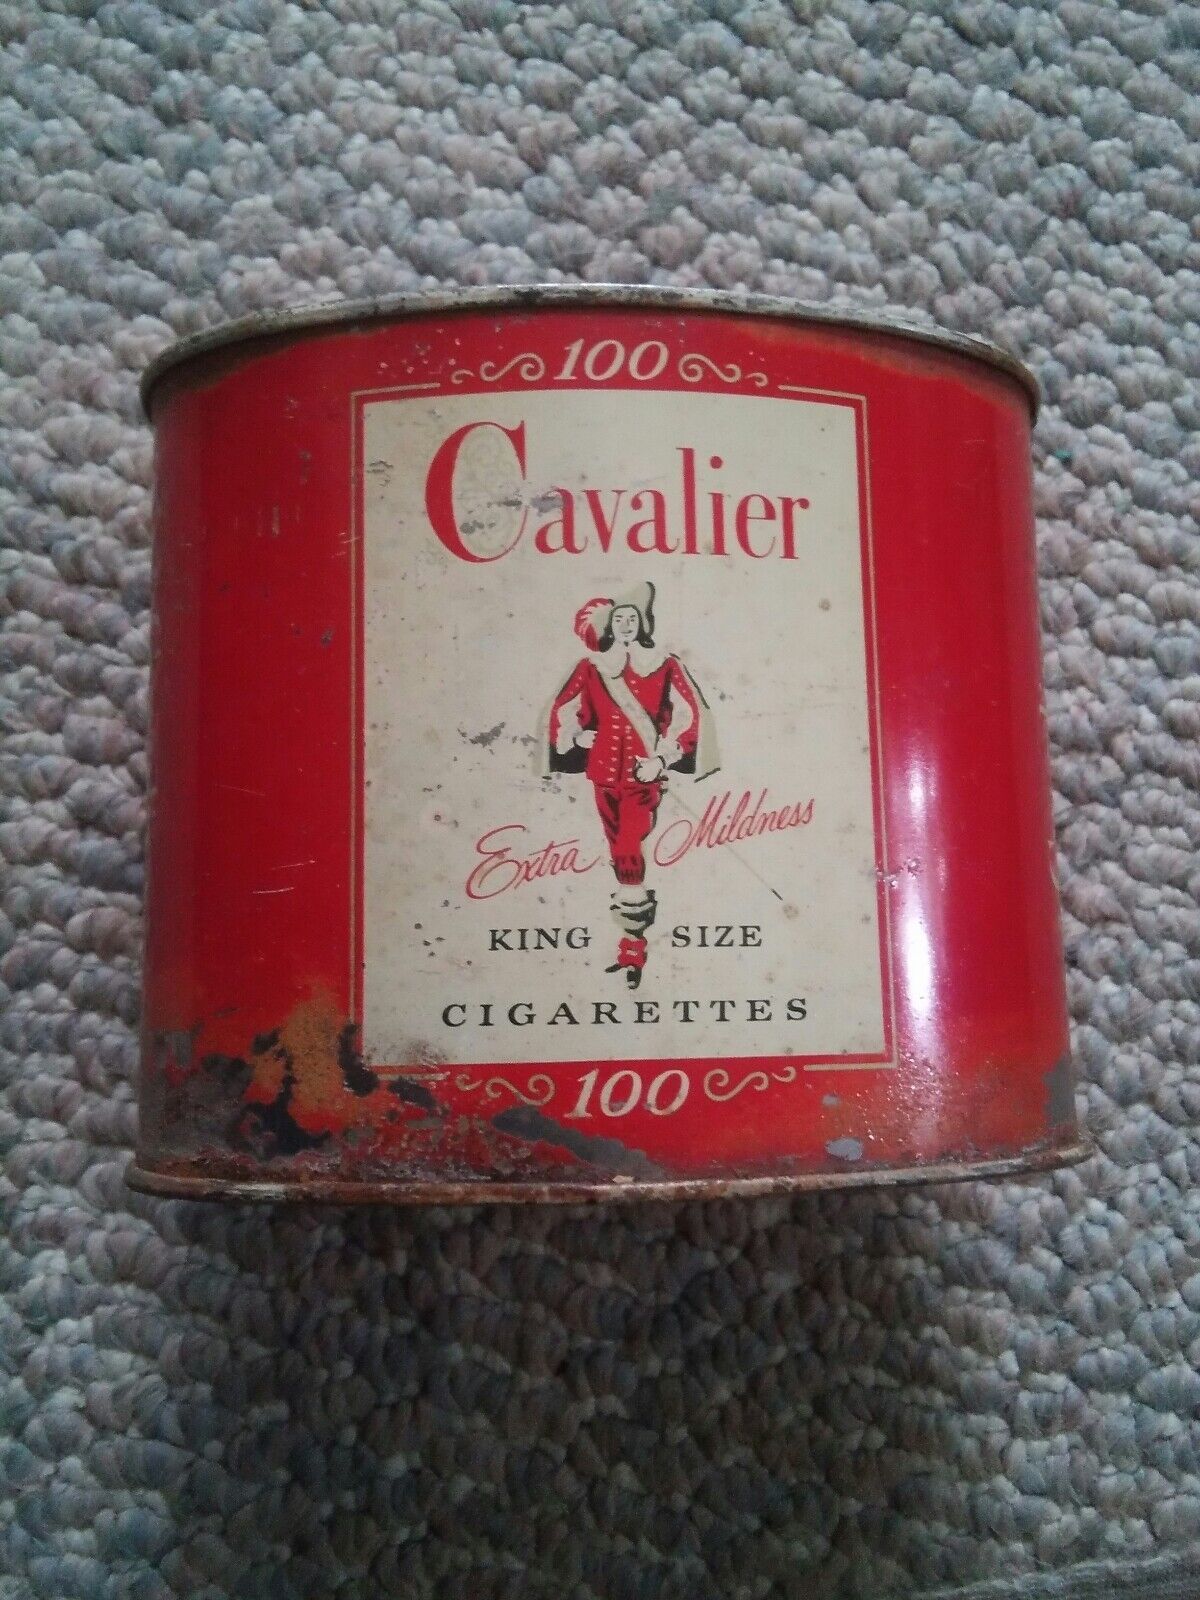 100
Cavalier
Extra Mildness
KING SIZE
CIGARETTES
100